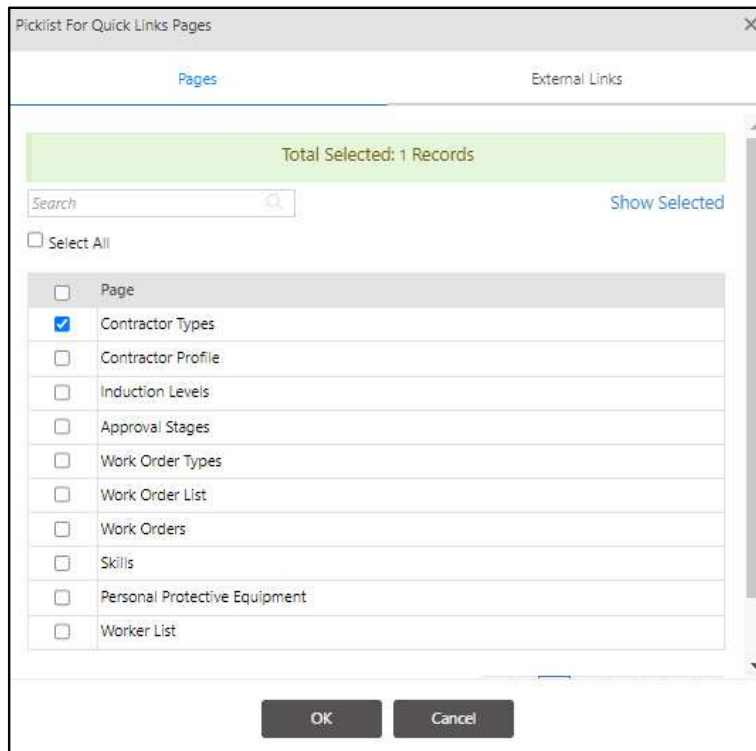 Picklist For Quick Links Pages
Pages External Links
Total Selected: 1 Records
Search Show Selected
Select All
Page
Contractor Types
Contractor Profile
Induction Levels
Approval Stages
Work Order Types
Work Order List
Work Orders
Skills
Personal Protective Equipment
Worker List
OK Cancel